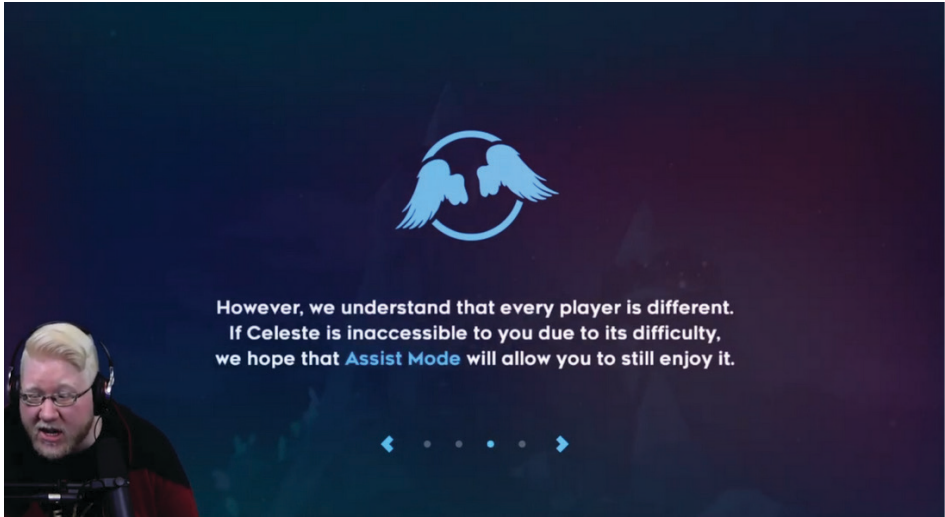 However, we understand that every player is different.
If Celeste is inaccessible to you due to its difficulty,
we hope that Assist Mode will allow you to still enjoy it.